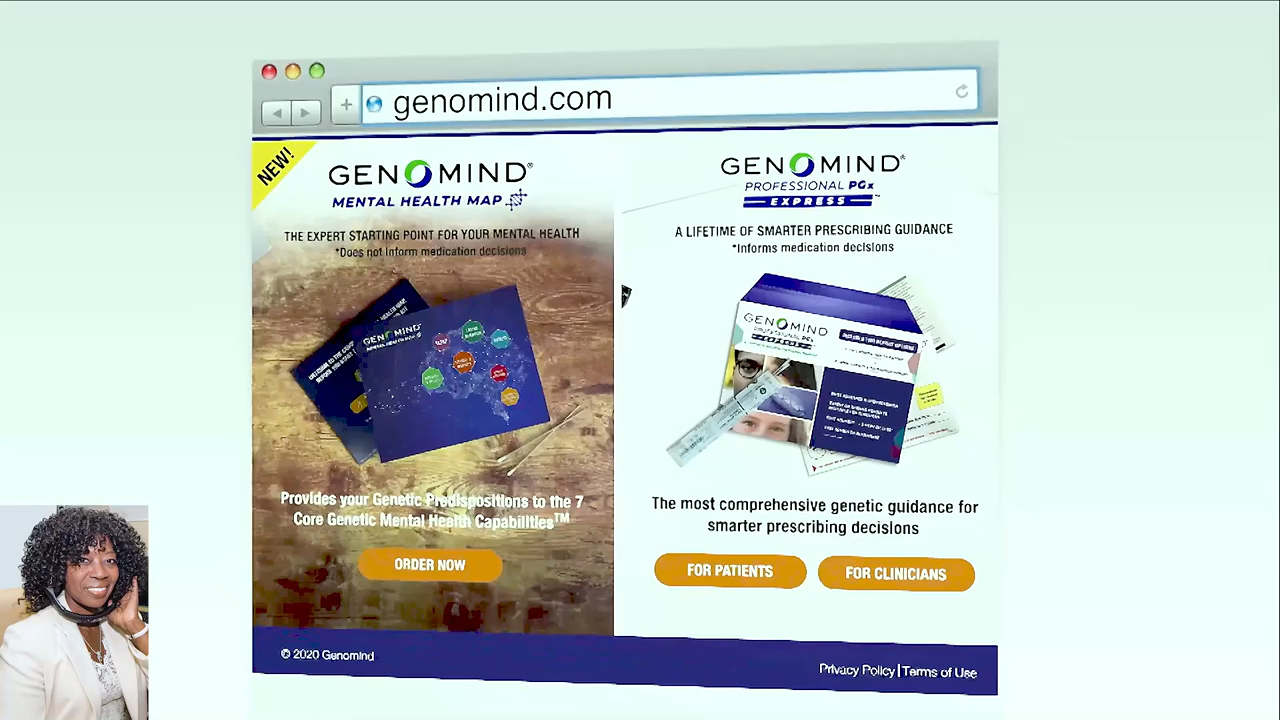 genomind.com
NEW!
GENOMIND®
MENTAL HEALTH MAP
THE EXPERT STARTING POINT FOR YOUR MENTAL HEALTH
*Does not inform medication decisions
GENOMIND
Provides your Genetic Predispositions to the 7
Core Genetic Mental Health Capabilities™
ORDER NOW
GENOMIND®
PROFESSIONAL PGx
EXPRESS™
A LIFETIME OF SMARTER PRESCRIBING GUIDANCE
*Informs medication decisions
GENOMIND
PROFESSIONAL PGx
EXPRESS
The most comprehensive genetic guidance for
smarter prescribing decisions
FOR PATIENTS
FOR CLINICIANS
© 2020 Genomind
Privacy Policy | Terms of Use